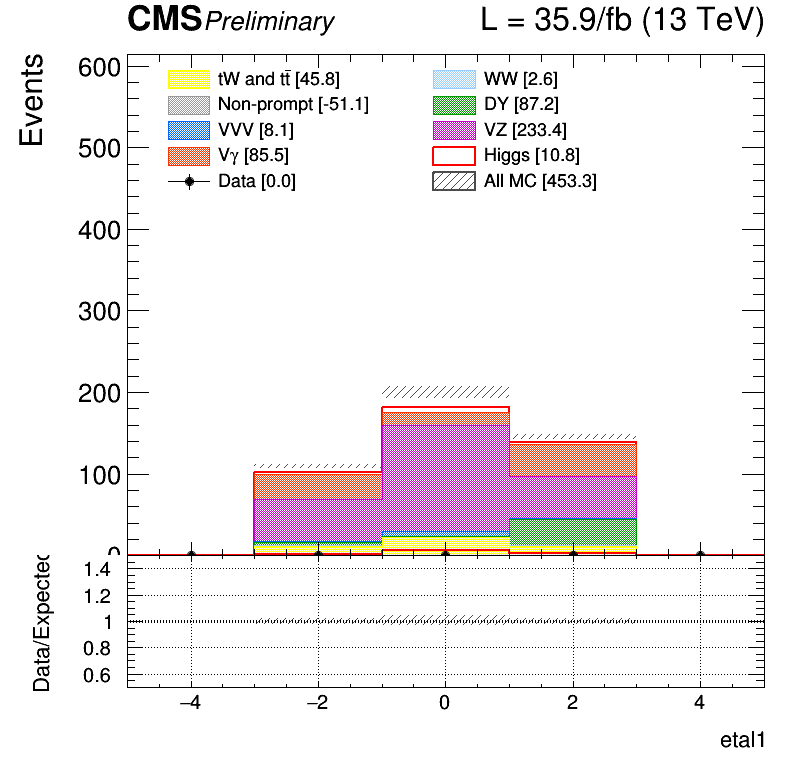 CMS Preliminary L = 35.9/fb (13 TeV)
Events
600
500
400
300
200
100
0
tW and tt̄ [45.8]
Non-prompt [-51.1]
VVV [8.1]
Vγ [85.5]
Data [0.0]
WW [2.6]
DY [87.2]
VZ [233.4]
Higgs [10.8]
All MC [453.3]
Data/Expected
1.4
1.2
1
0.8
0.6
−4 −2 0 2 4
etal1